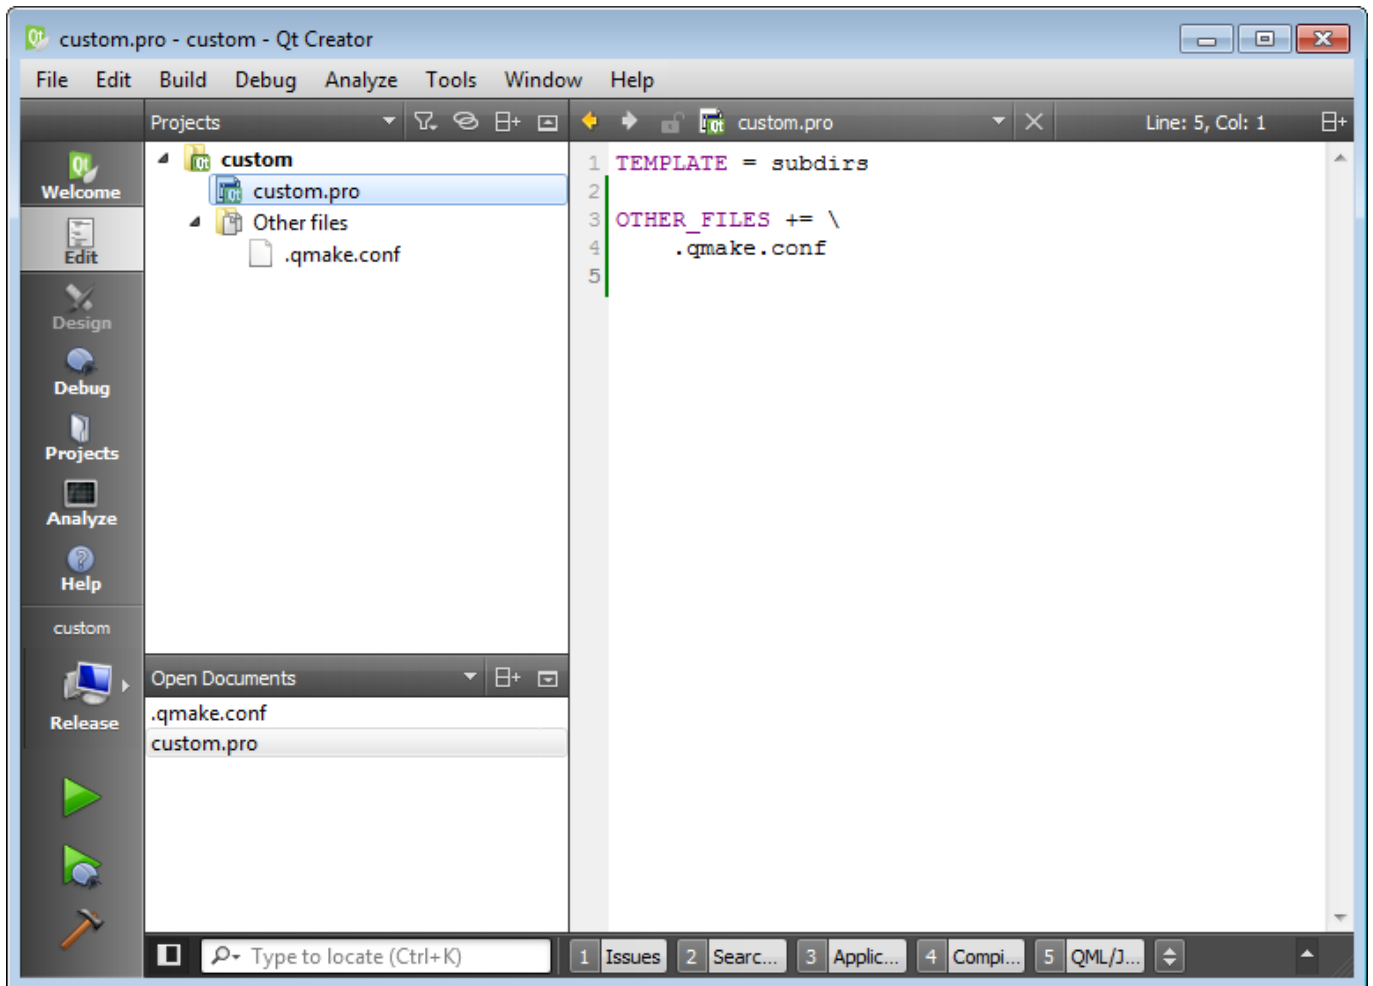 custom.pro - custom - Qt Creator
File Edit Build Debug Analyze Tools Window Help
Projects
custom.pro
Line: 5, Col: 1
Welcome
Edit
Design
Debug
Projects
Analyze
Help
custom
Release
custom
custom.pro
Other files
.qmake.conf
Open Documents
.qmake.conf
custom.pro
1 TEMPLATE = subdirs
2
3 OTHER_FILES += \
4 .qmake.conf
5
Type to locate (Ctrl+K)
1 Issues 2 Searc... 3 Applic... 4 Compi... 5 QML/J...